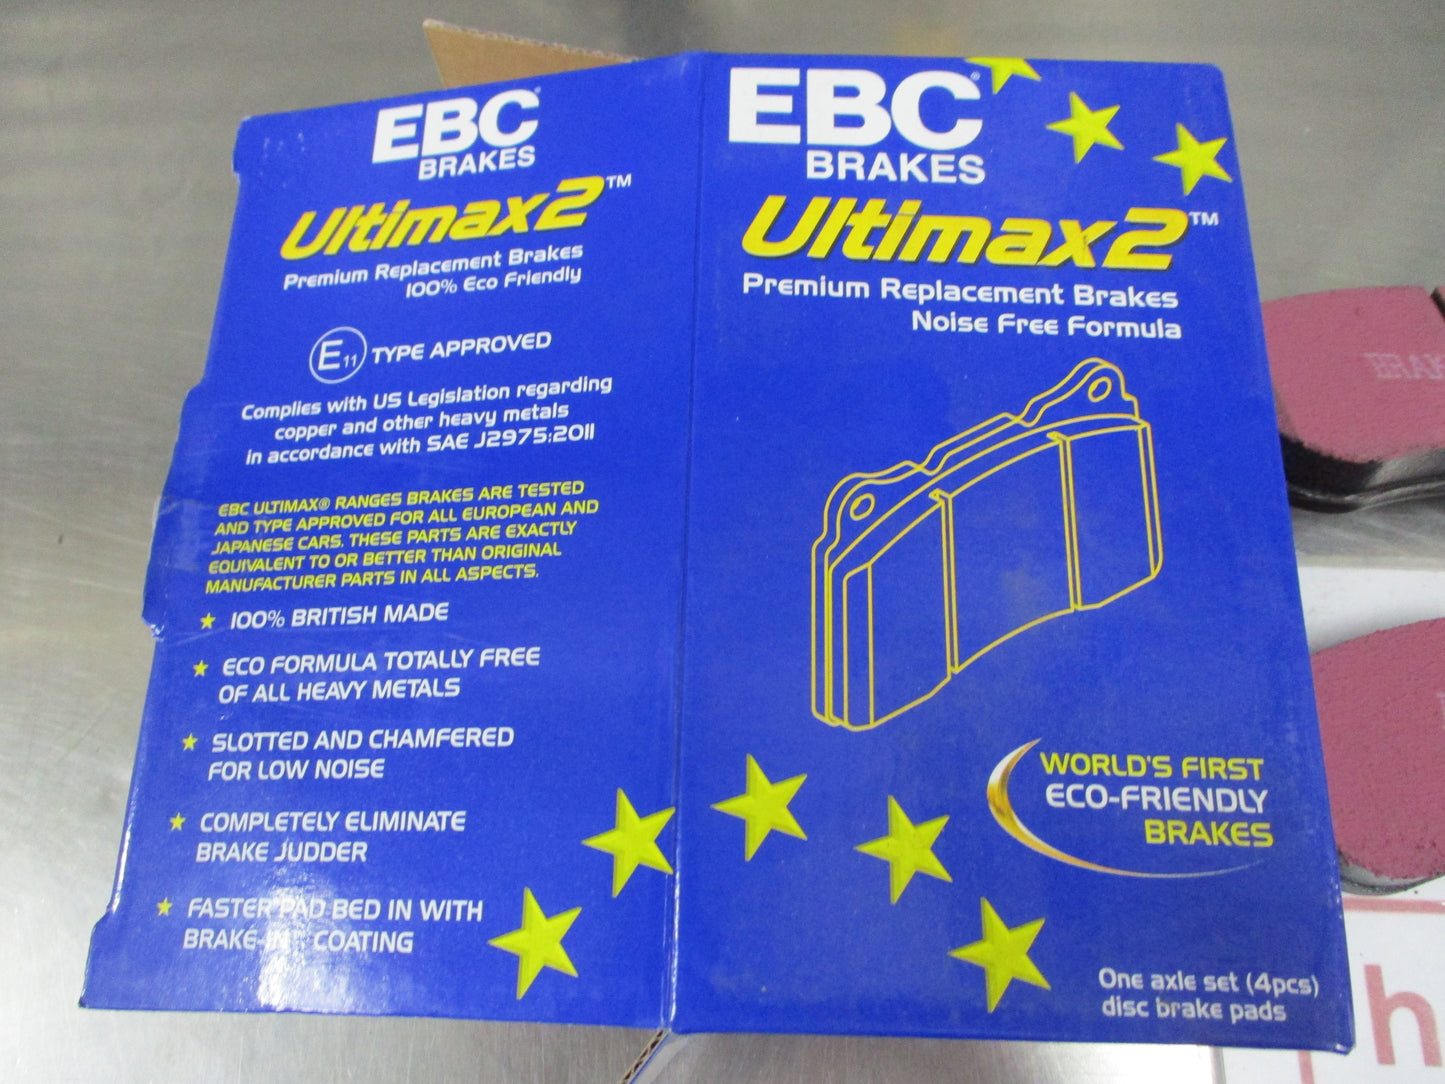 EBC®
BRAKES
Ultimax2™
Premium Replacement Brakes
100% Eco Friendly
E11 TYPE APPROVED
Complies with US Legislation regarding
copper and other heavy metals
in accordance with SAE J2975:2011
EBC ULTIMAX® RANGES BRAKES ARE TESTED
AND TYPE APPROVED FOR ALL EUROPEAN AND
JAPANESE CARS. THESE PARTS ARE EXACTLY
EQUIVALENT TO OR BETTER THAN ORIGINAL
MANUFACTURER PARTS IN ALL ASPECTS.
★ 100% BRITISH MADE
★ ECO FORMULA TOTALLY FREE
OF ALL HEAVY METALS
★ SLOTTED AND CHAMFERED
FOR LOW NOISE
★ COMPLETELY ELIMINATE
BRAKE JUDDER
★ FASTER PAD BED IN WITH
BRAKE-IN™ COATING
EBC®
BRAKES
Ultimax2™
Premium Replacement Brakes
Noise Free Formula
WORLD'S FIRST
ECO-FRIENDLY
BRAKES
One axle set (4pcs)
disc brake pads
h